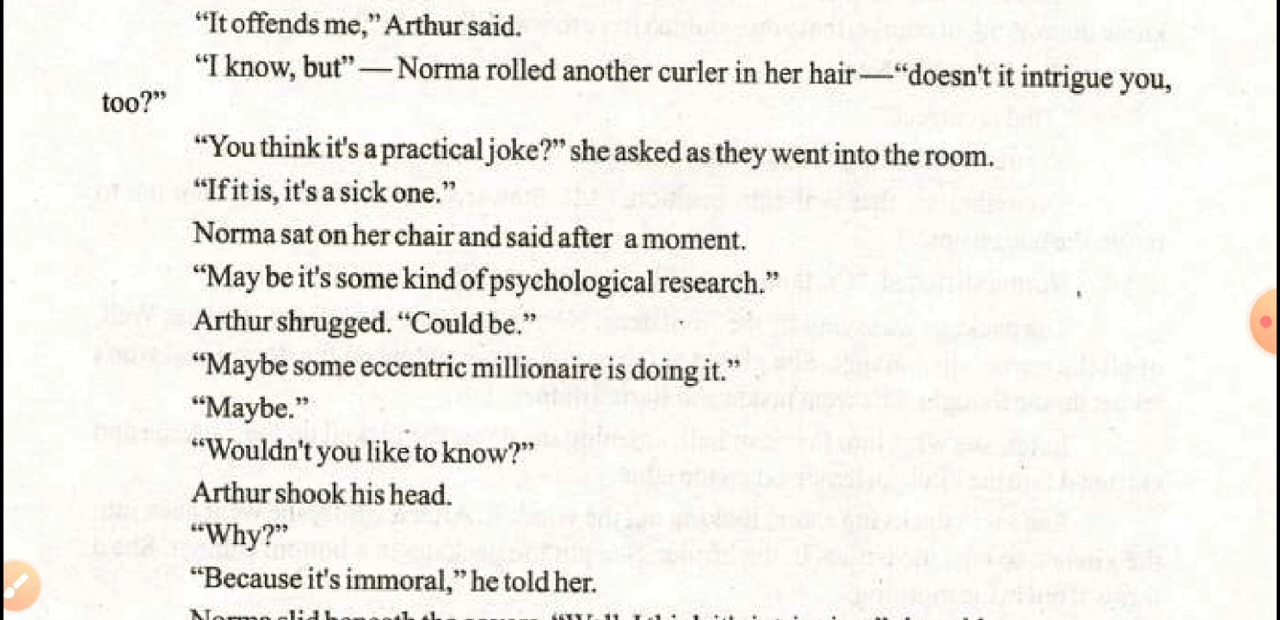 “It offends me,” Arthur said.
“I know, but” — Norma rolled another curler in her hair —“doesn't it intrigue you,
too?”
“You think it's a practical joke?” she asked as they went into the room.
“If it is, it's a sick one.”
Norma sat on her chair and said after a moment.
“May be it's some kind of psychological research.”
Arthur shrugged. “Could be.”
“Maybe some eccentric millionaire is doing it.”
“Maybe.”
“Wouldn't you like to know?”
Arthur shook his head.
“Why?”
“Because it's immoral,” he told her.
Norma slid beneath the